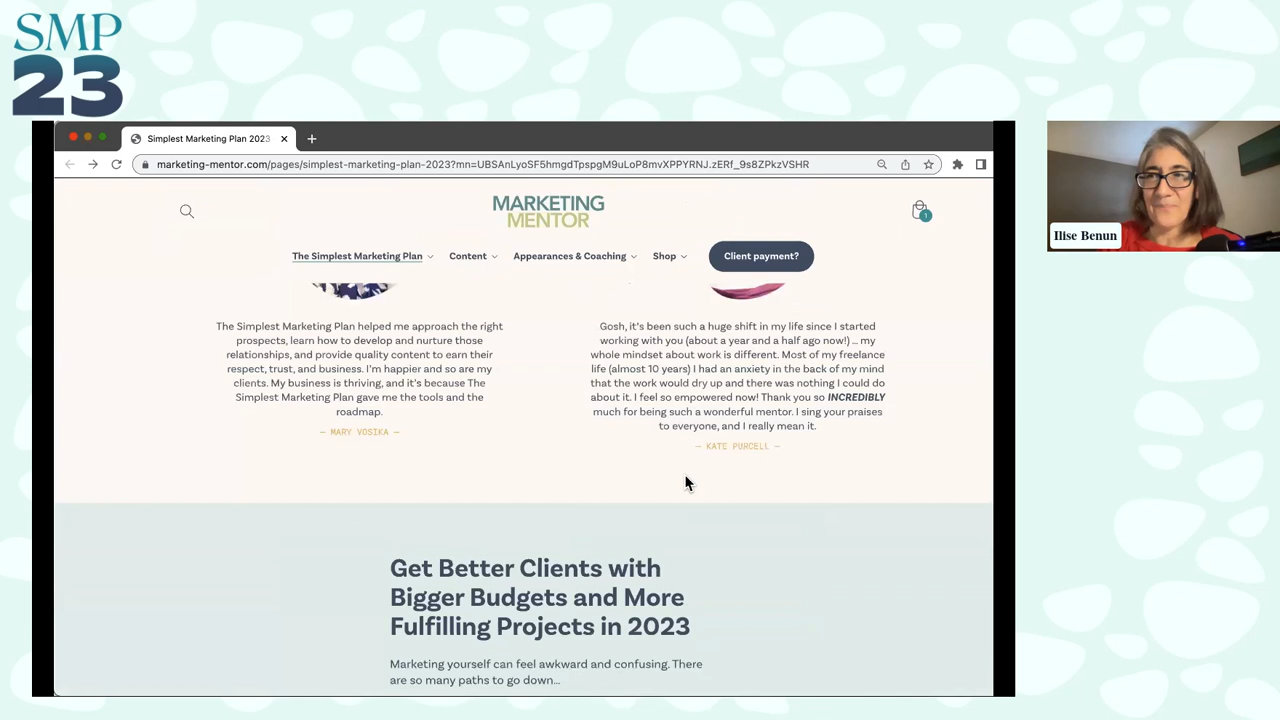 SMP
23
Simplest Marketing Plan 2023
marketing-mentor.com/pages/simplest-marketing-plan-2023?mn=UBSAnLyoSF5hmgdTpspgM9uLoP8mvXPPYRNJ.zERf_9s8ZPkzVSHR
MARKETING
MENTOR
1
The Simplest Marketing Plan
Content
Appearances & Coaching
Shop
Client payment?
The Simplest Marketing Plan helped me approach the right
prospects, learn how to develop and nurture those
relationships, and provide quality content to earn their
respect, trust, and business. I'm happier and so are my
clients. My business is thriving, and it's because The
Simplest Marketing Plan gave me the tools and the
roadmap.
— MARY VOSIKA —
Gosh, it's been such a huge shift in my life since I started
working with you (about a year and a half ago now!) … my
whole mindset about work is different. Most of my freelance
life (almost 10 years) I had an anxiety in the back of my mind
that the work would dry up and there was nothing I could do
about it. I feel so empowered now! Thank you so INCREDIBLY
much for being such a wonderful mentor. I sing your praises
to everyone, and I really mean it.
— KATE PURCELL —
Get Better Clients with
Bigger Budgets and More
Fulfilling Projects in 2023
Marketing yourself can feel awkward and confusing. There
are so many paths to go down…
Ilise Benun